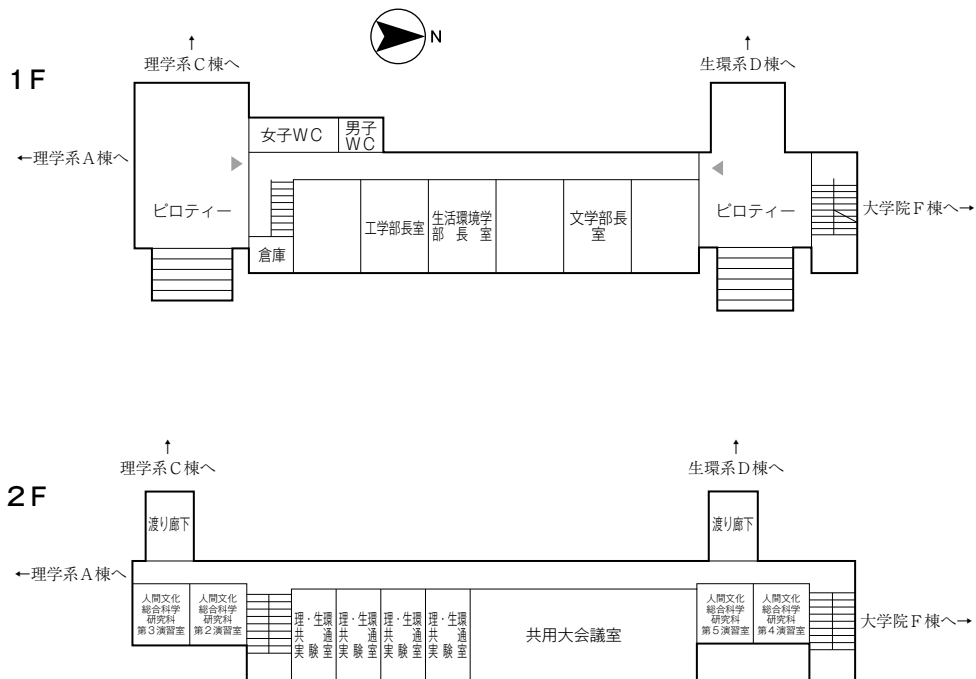 N
↑
理学系C棟へ
↑
生環系D棟へ
1F
女子WC
男子
WC
←理学系A棟へ
ピロティー
工学部長室
生活環境学
部長室
文学部長
室
ピロティー
大学院F棟へ→
倉庫
↑
理学系C棟へ
↑
生環系D棟へ
2F
渡り廊下
渡り廊下
←理学系A棟へ
人間文化
総合科学
研究科
第3演習室
人間文化
総合科学
研究科
第2演習室
理・生環
共通
実験室
理・生環
共通
実験室
理・生環
共通
実験室
理・生環
共通
実験室
共用大会議室
人間文化
総合科学
研究科
第5演習室
人間文化
総合科学
研究科
第4演習室
大学院F棟へ→